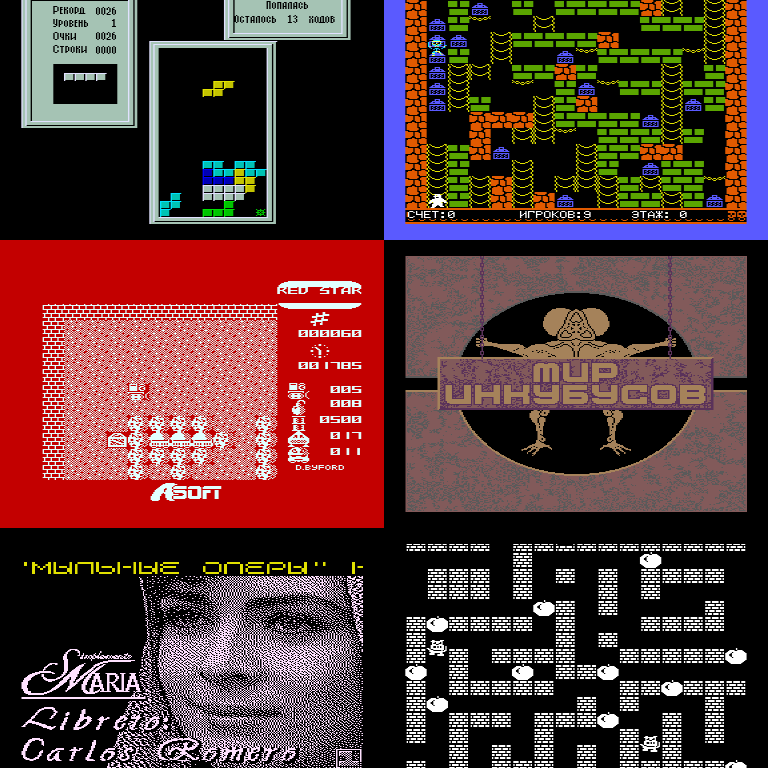 Рекорд 0026
Уровень 1
Очки 0026
Строки 0000
Попалась
Осталось 13 ходов
СЧЕТ:0 ИГРОКОВ:9 ЭТАЖ: 0
RED STAR
#
000060
001785
005
008
0500
017
011
D.BYFORD
ASOFT
МИР
ИНКУБУСОВ
"МЫЛЬНЫЕ ОПЕРЫ"
Simplemente
MARIA
Libreto:
Carlos Romero